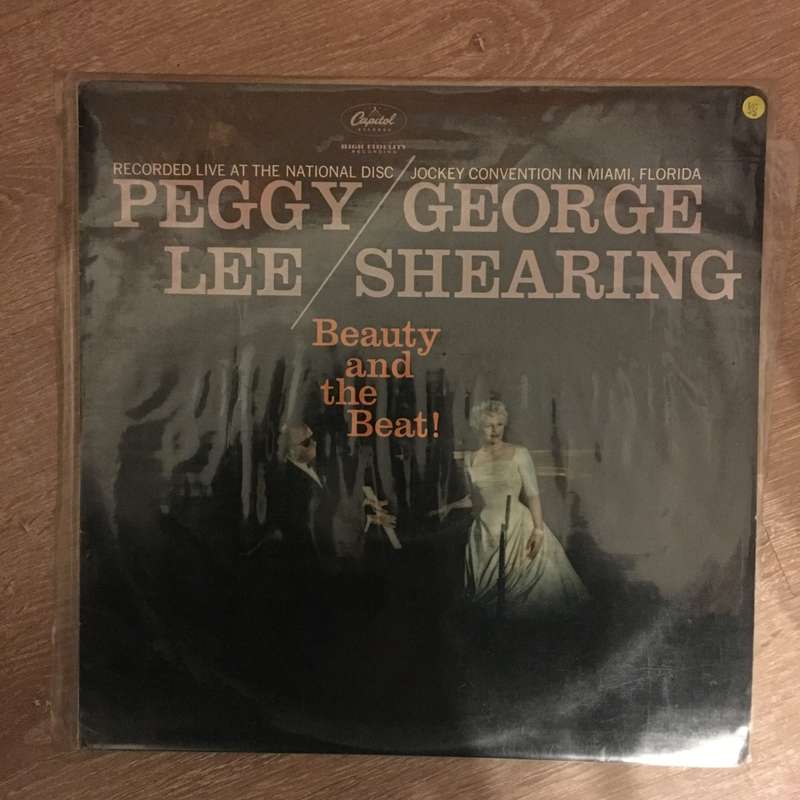 Capitol
RECORDS
HIGH FIDELITY
RECORDING
RECORDED LIVE AT THE NATIONAL DISC / JOCKEY CONVENTION IN MIAMI, FLORIDA
PEGGY / GEORGE
LEE / SHEARING
Beauty
and
the
Beat!